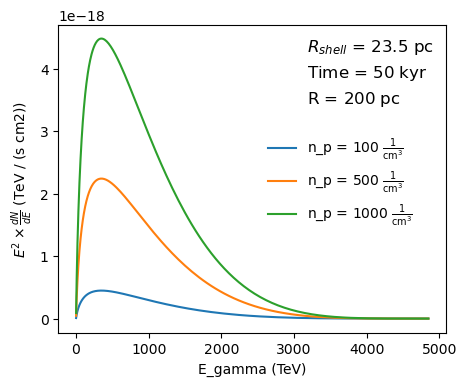 1e−18
R_shell = 23.5 pc
Time = 50 kyr
R = 200 pc
n_p = 100 1/cm³
n_p = 500 1/cm³
n_p = 1000 1/cm³
E² × dN/dE (TeV / (s cm2))
4
3
2
1
0
0 1000 2000 3000 4000 5000
E_gamma (TeV)